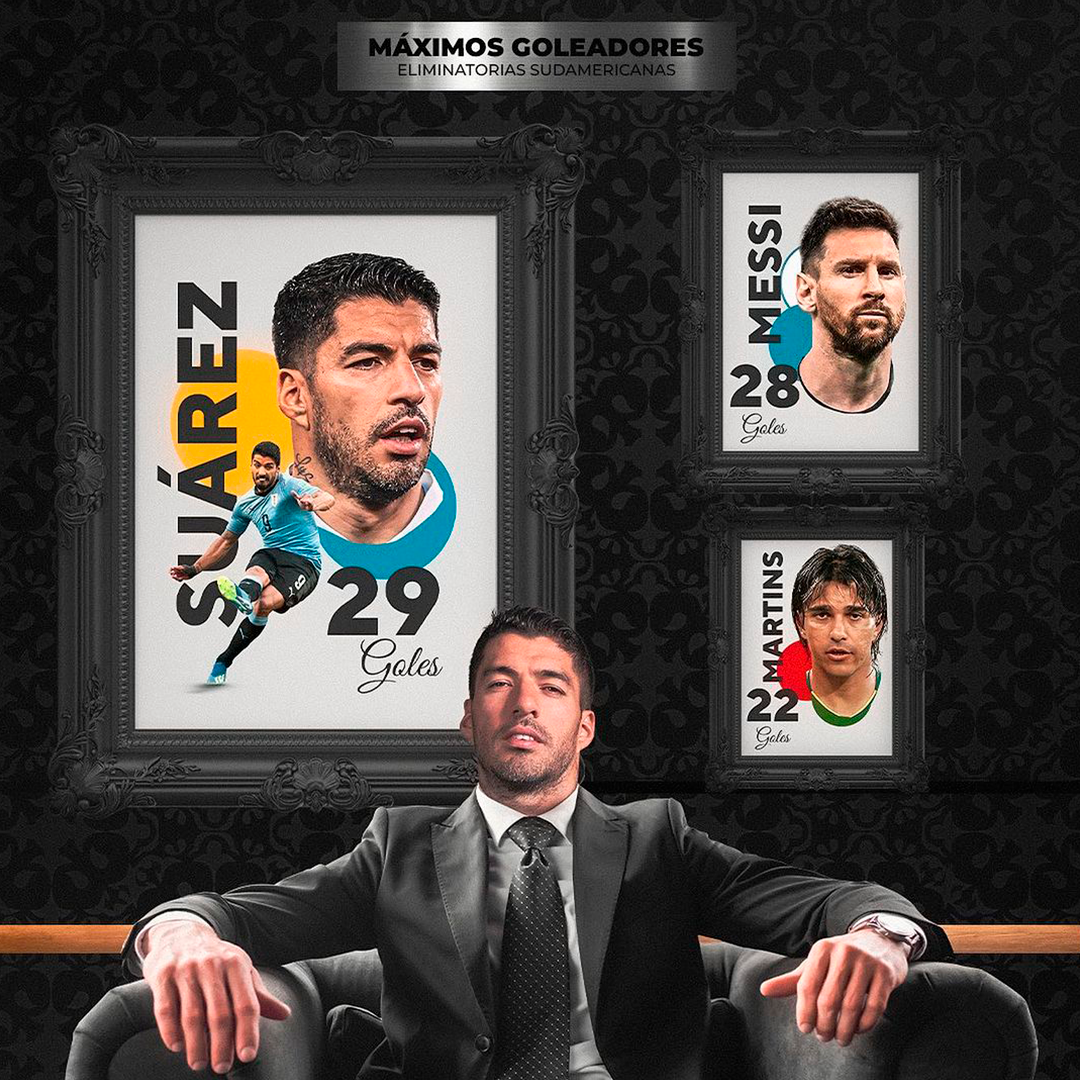 MÁXIMOS GOLEADORES
ELIMINATORIAS SUDAMERICANAS
SUÁREZ
29
Goles
MESSI
28
Goles
MARTINS
22
Goles